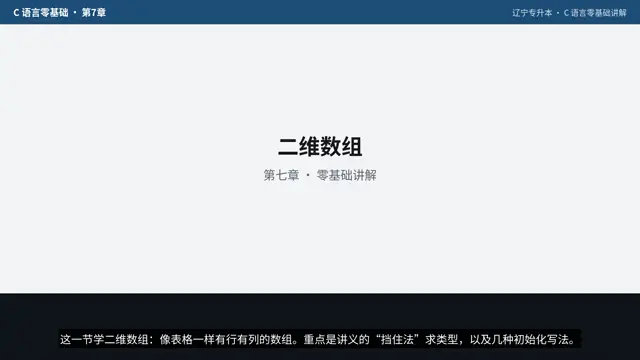 C 语言零基础 · 第7章
辽宁专升本 · C 语言零基础讲解
二维数组
第七章 · 零基础讲解
这一节学二维数组：像表格一样有行有列的数组。重点是讲义的“挡住法”求类型，以及几种初始化写法。